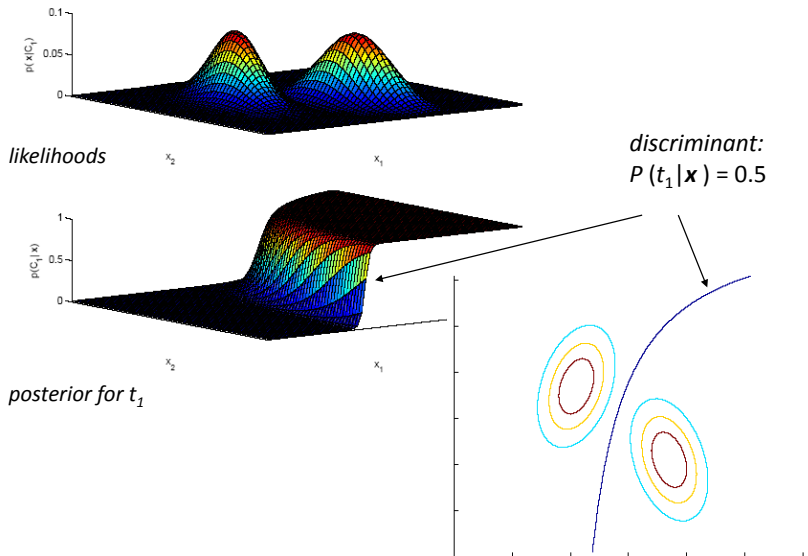 0.1
0.05
0
p( x|C₁)
x₂
x₁
likelihoods
discriminant:
P (t₁|x ) = 0.5
1
0.5
0
p(C₁| x)
x₂
x₁
posterior for t₁